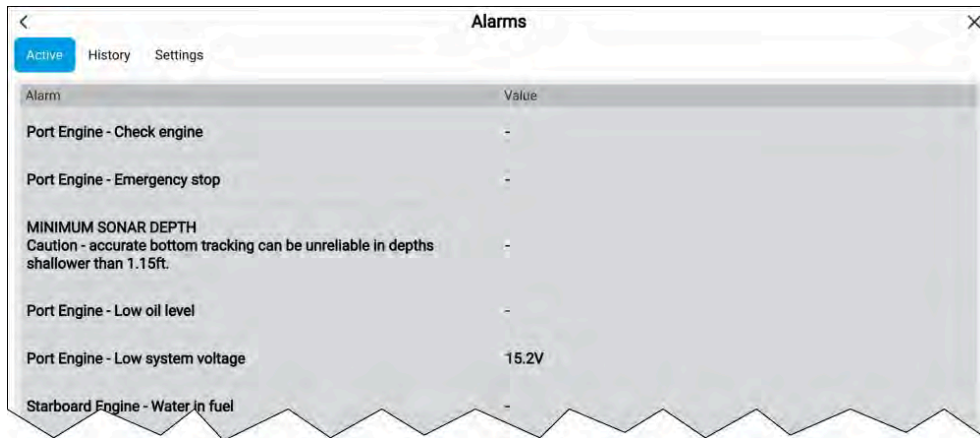 Alarms
Active History Settings
Alarm Value
Port Engine - Check engine -
Port Engine - Emergency stop -
MINIMUM SONAR DEPTH
Caution - accurate bottom tracking can be unreliable in depths -
shallower than 1.15ft.
Port Engine - Low oil level -
Port Engine - Low system voltage 15.2V
Starboard Engine - Water in fuel -